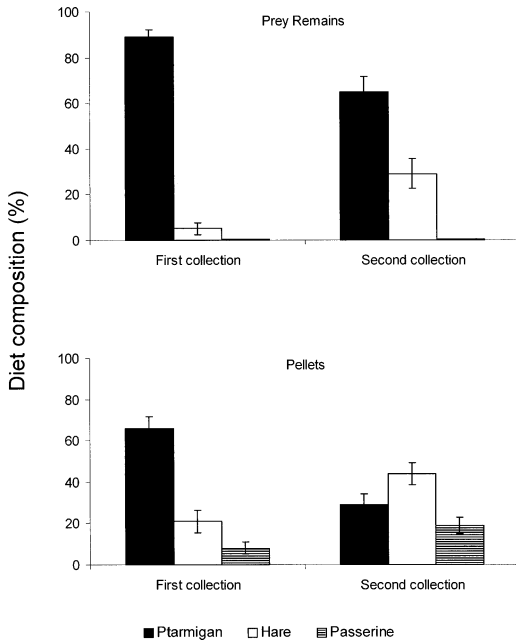 Diet composition (%)
Prey Remains
100
80
60
40
20
0
First collection Second collection
Pellets
100
80
60
40
20
0
First collection Second collection
Ptarmigan Hare Passerine